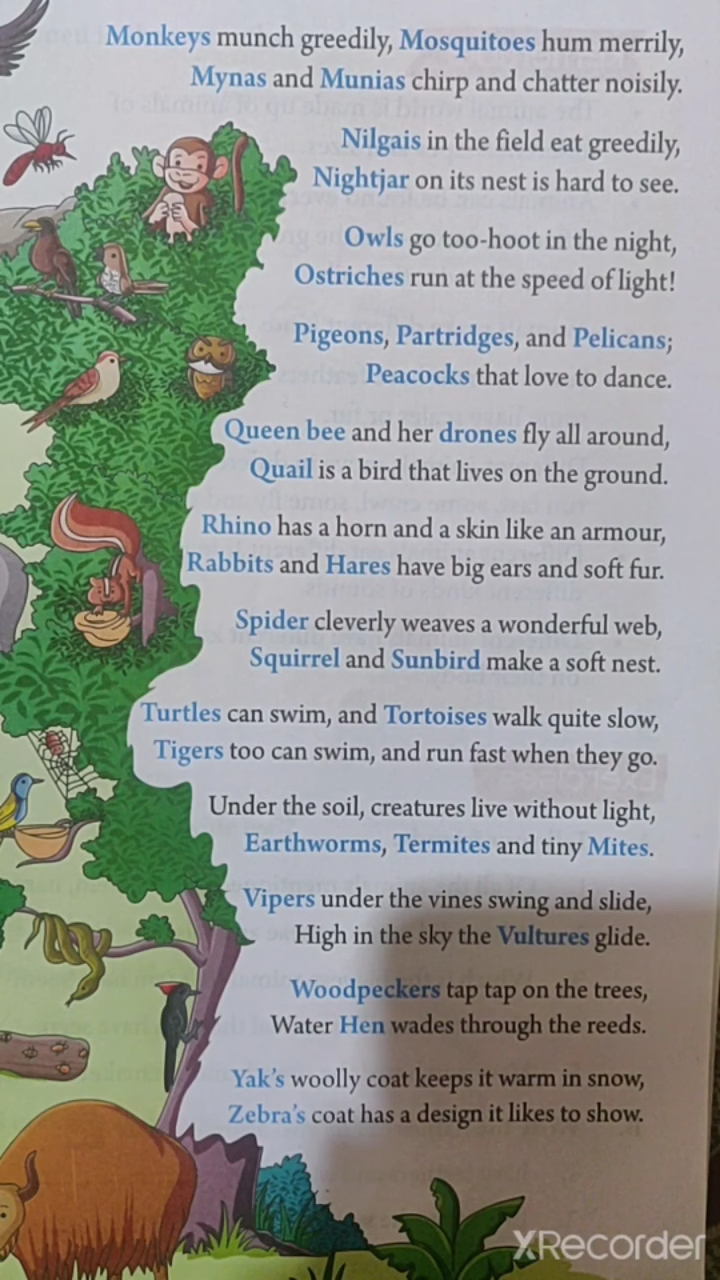 Monkeys munch greedily, Mosquitoes hum merrily,
Mynas and Munias chirp and chatter noisily.
Nilgais in the field eat greedily,
Nightjar on its nest is hard to see.
Owls go too-hoot in the night,
Ostriches run at the speed of light!
Pigeons, Partridges, and Pelicans;
Peacocks that love to dance.
Queen bee and her drones fly all around,
Quail is a bird that lives on the ground.
Rhino has a horn and a skin like an armour,
Rabbits and Hares have big ears and soft fur.
Spider cleverly weaves a wonderful web,
Squirrel and Sunbird make a soft nest.
Turtles can swim, and Tortoises walk quite slow,
Tigers too can swim, and run fast when they go.
Under the soil, creatures live without light,
Earthworms, Termites and tiny Mites.
Vipers under the vines swing and slide,
High in the sky the Vultures glide.
Woodpeckers tap tap on the trees,
Water Hen wades through the reeds.
Yak's woolly coat keeps it warm in snow,
Zebra's coat has a design it likes to show.
XRecorder